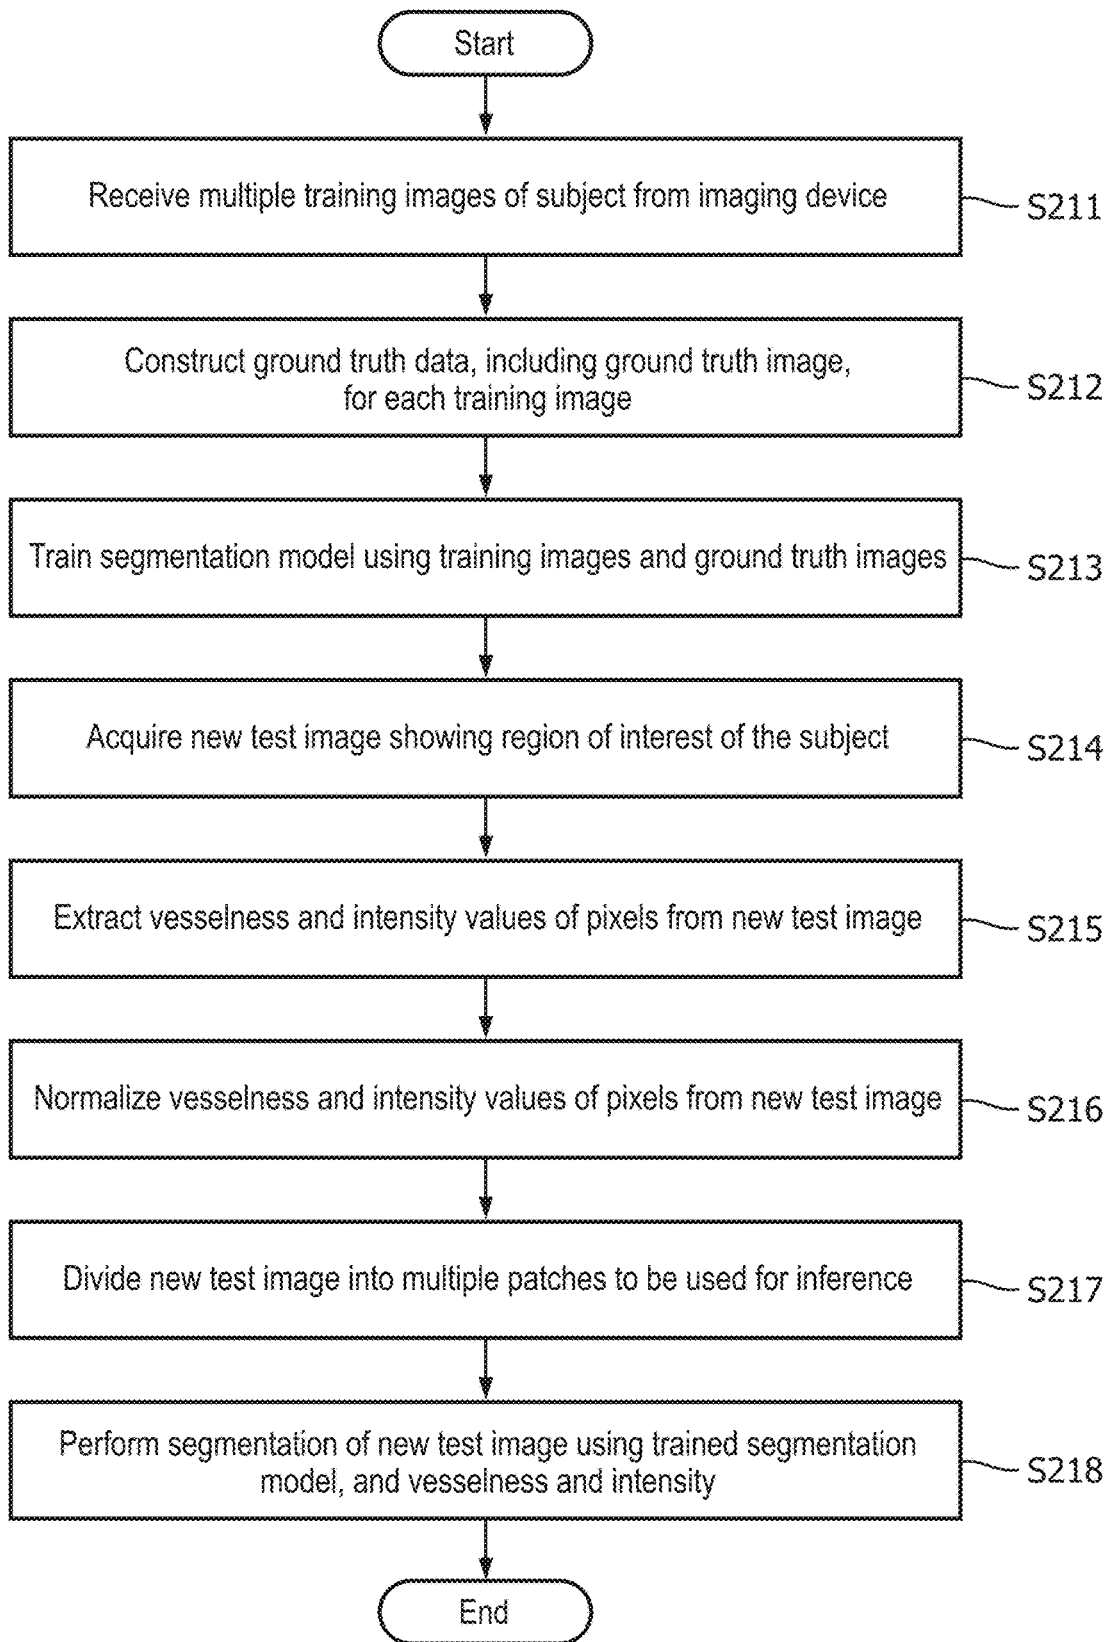 Start
Receive multiple training images of subject from imaging device
S211
Construct ground truth data, including ground truth image,
for each training image
S212
Train segmentation model using training images and ground truth images
S213
Acquire new test image showing region of interest of the subject
S214
Extract vesselness and intensity values of pixels from new test image
S215
Normalize vesselness and intensity values of pixels from new test image
S216
Divide new test image into multiple patches to be used for inference
S217
Perform segmentation of new test image using trained segmentation
model, and vesselness and intensity
S218
End